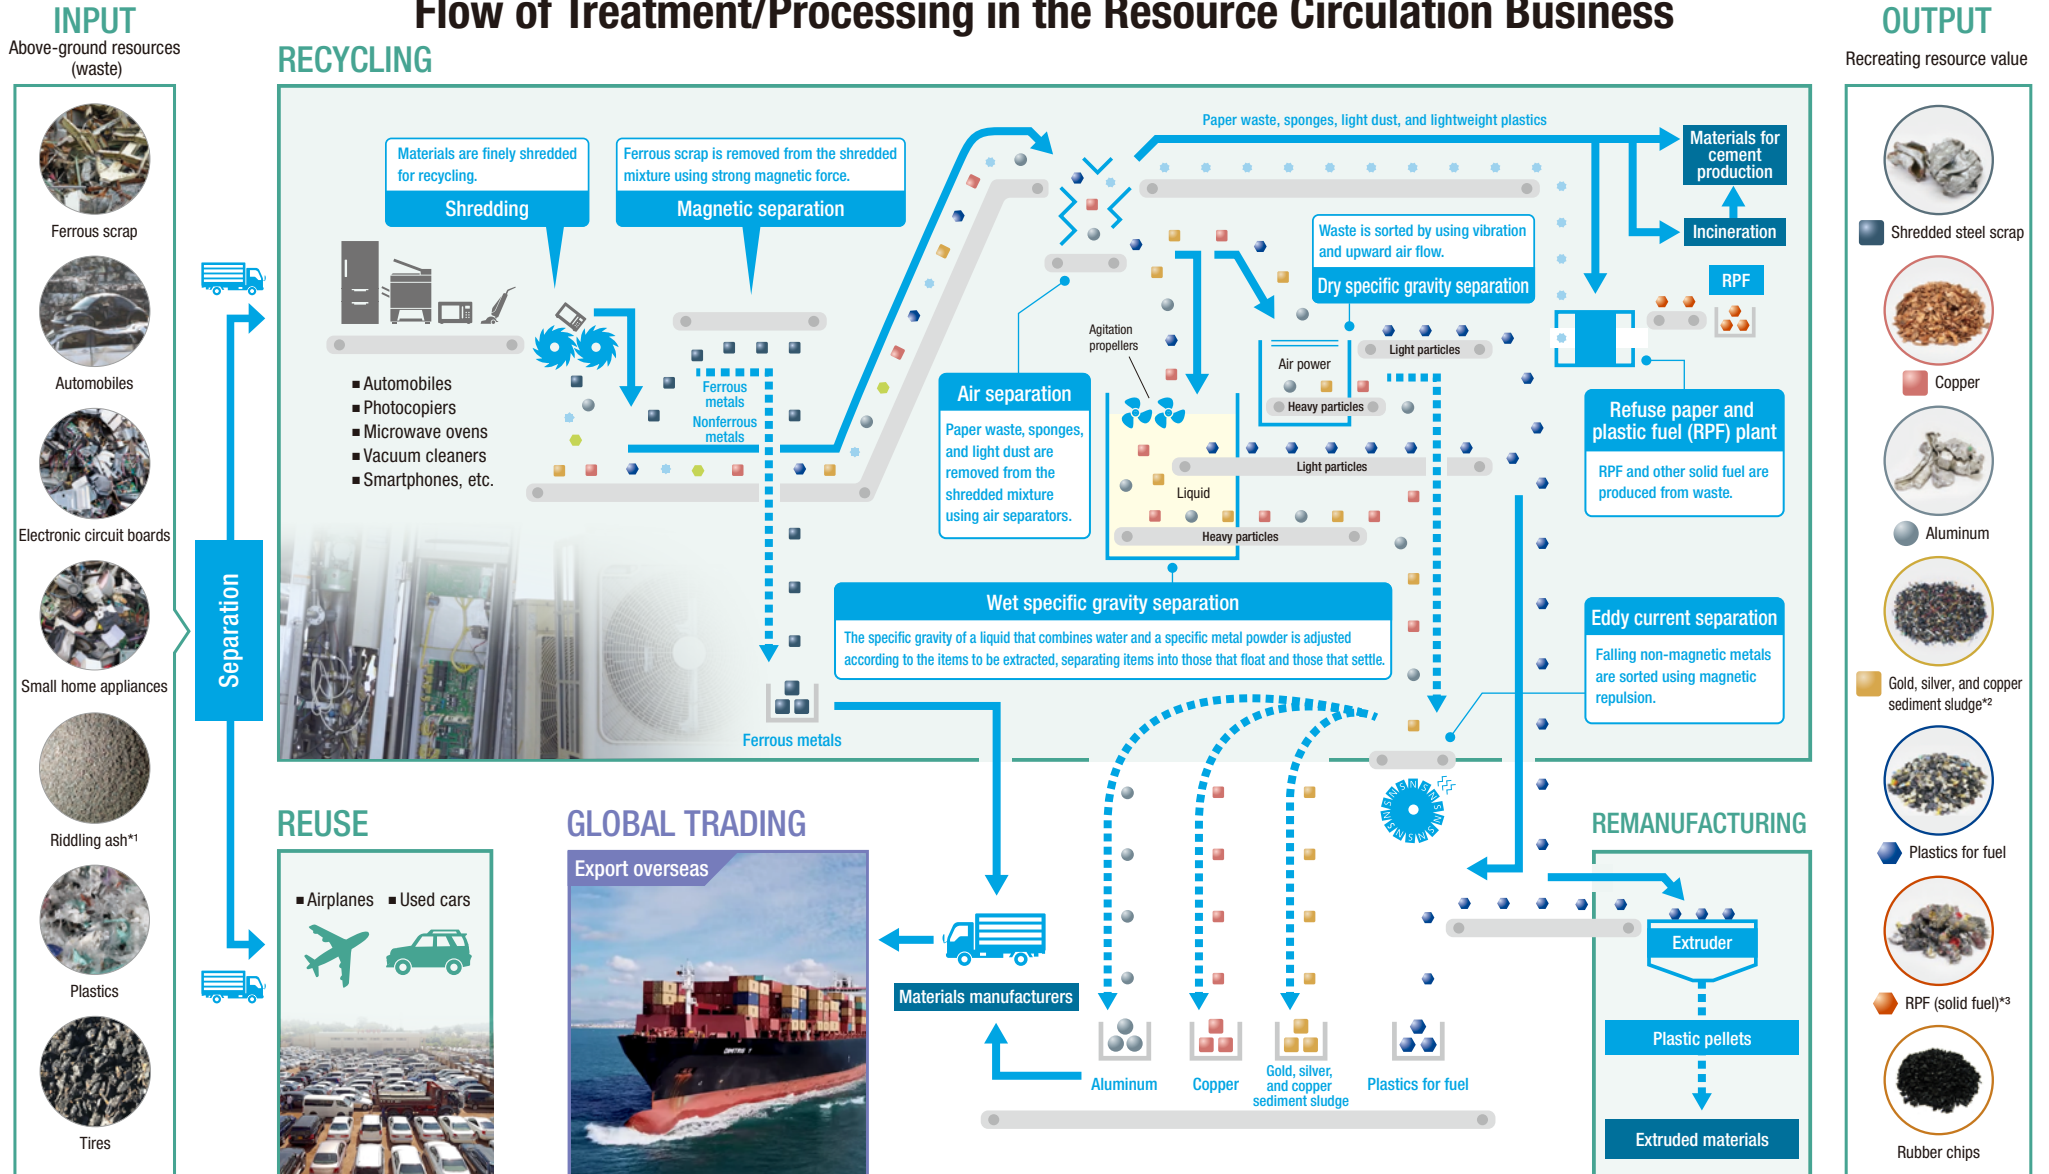 Flow of Treatment/Processing in the Resource Circulation Business
INPUT
Above-ground resources
(waste)
Ferrous scrap
Automobiles
Electronic circuit boards
Small home appliances
Riddling ash*1
Plastics
Tires
Separation
RECYCLING
Materials are finely shredded
for recycling.
Shredding
Ferrous scrap is removed from the shredded
mixture using strong magnetic force.
Magnetic separation
■ Automobiles
■ Photocopiers
■ Microwave ovens
■ Vacuum cleaners
■ Smartphones, etc.
Ferrous
metals
Nonferrous
metals
Ferrous metals
Paper waste, sponges, light dust, and lightweight plastics
Materials for
cement
production
Incineration
RPF
Waste is sorted by using vibration
and upward air flow.
Dry specific gravity separation
Agitation
propellers
Air power
Light particles
Heavy particles
Air separation
Paper waste, sponges,
and light dust are
removed from the
shredded mixture
using air separators.
Light particles
Liquid
Heavy particles
Refuse paper and
plastic fuel (RPF) plant
RPF and other solid fuel are
produced from waste.
Wet specific gravity separation
The specific gravity of a liquid that combines water and a specific metal powder is adjusted
according to the items to be extracted, separating items into those that float and those that settle.
Eddy current separation
Falling non-magnetic metals
are sorted using magnetic
repulsion.
N S N S N S N S N S N S N S
REUSE
■ Airplanes ■ Used cars
GLOBAL TRADING
Export overseas
Materials manufacturers
Aluminum
Copper
Gold, silver,
and copper
sediment sludge
Plastics for fuel
REMANUFACTURING
Extruder
Plastic pellets
Extruded materials
OUTPUT
Recreating resource value
Shredded steel scrap
Copper
Aluminum
Gold, silver, and copper
sediment sludge*2
Plastics for fuel
RPF (solid fuel)*3
Rubber chips